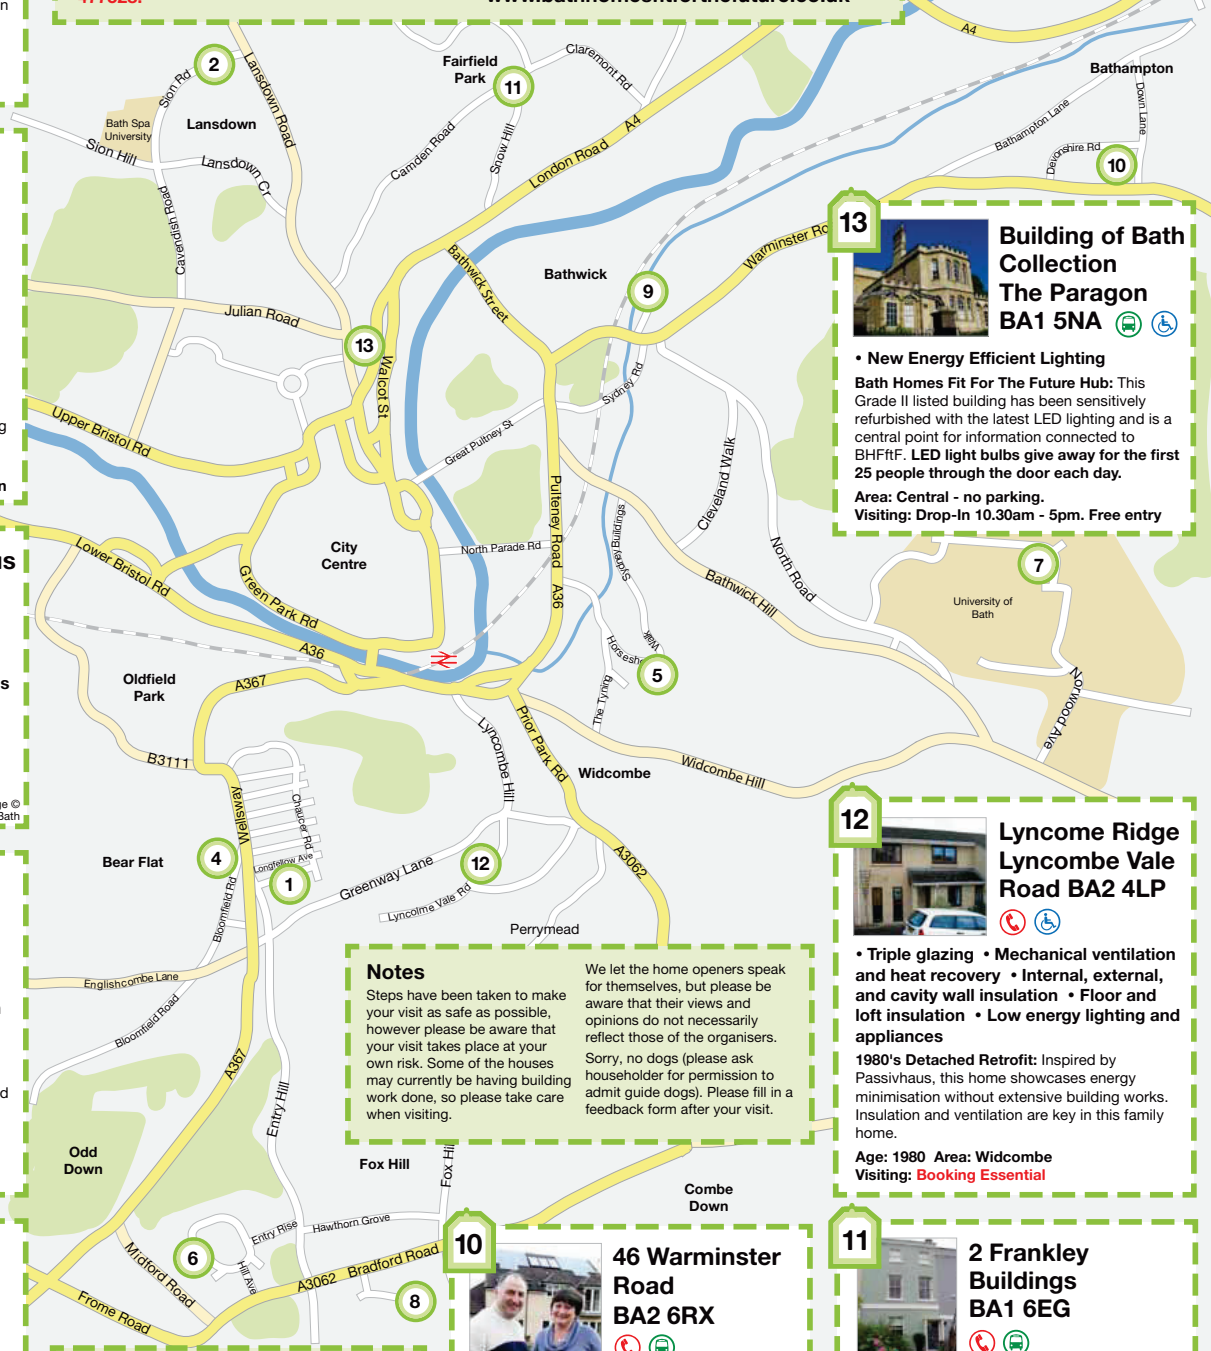 A4
Bathampton
Down Lane
Bathampton Lane
Devonshire Rd
10
2
Sion Rd
Lansdown Road
Bath Spa
University
Lansdown
Sion Hill
Lansdown Cr
Cavendish Road
Fairfield
Park
11
Claremont Rd
Camden Road
Snow Hill
London Road
A4
Bathwick Street
Bathwick
9
Warminster Ro
Julian Road
13
Walcot St
Upper Bristol Rd
Great Pultney St
Sydney Rd
Cleveland Walk
Pulteney Road
A36
Sydney Buildings
North Road
North Parade Rd
City
Centre
Bathwick Hill
Lower Bristol Rd
Green Park Rd
A36
Horsesh
Walk
5
The Tyning
7
University of
Bath
Norwood Ave
Oldfield
Park
A367
B3111
Lyncombe Hill
Prior Park Rd
Widcombe
Widcombe Hill
Wellsway
Chaucer Rd
Bear Flat
4
Longfellow Ave
1
Greenway Lane
12
A3062
Lyncolme Vale Rd
Bloomfield Rd
Perrymead
Englishcombe Lane
Bloomfield Road
A367
Entry Hill
Odd
Down
Fox Hill
Fox Hil
Combe
Down
Entry Rise
Hawthorn Grove
6
Hill Ave
Midford Road
A3062
Bradford Road
Frome Road
8
13
Building of Bath
Collection
The Paragon
BA1 5NA
• New Energy Efficient Lighting
Bath Homes Fit For The Future Hub: This
Grade II listed building has been sensitively
refurbished with the latest LED lighting and is a
central point for information connected to
BHFftF. LED light bulbs give away for the first
25 people through the door each day.
Area: Central - no parking.
Visiting: Drop-In 10.30am - 5pm. Free entry
12
Lyncome Ridge
Lyncombe Vale
Road BA2 4LP
• Triple glazing • Mechanical ventilation
and heat recovery • Internal, external,
and cavity wall insulation • Floor and
loft insulation • Low energy lighting and
appliances
1980's Detached Retrofit: Inspired by
Passivhaus, this home showcases energy
minimisation without extensive building works.
Insulation and ventilation are key in this family
home.
Age: 1980 Area: Widcombe
Visiting: Booking Essential
Notes
Steps have been taken to make
your visit as safe as possible,
however please be aware that
your visit takes place at your
own risk. Some of the houses
may currently be having building
work done, so please take care
when visiting.
We let the home openers speak
for themselves, but please be
aware that their views and
opinions do not necessarily
reflect those of the organisers.
Sorry, no dogs (please ask
householder for permission to
admit guide dogs). Please fill in a
feedback form after your visit.
10
46 Warminster
Road
BA2 6RX
11
2 Frankley
Buildings
BA1 6EG